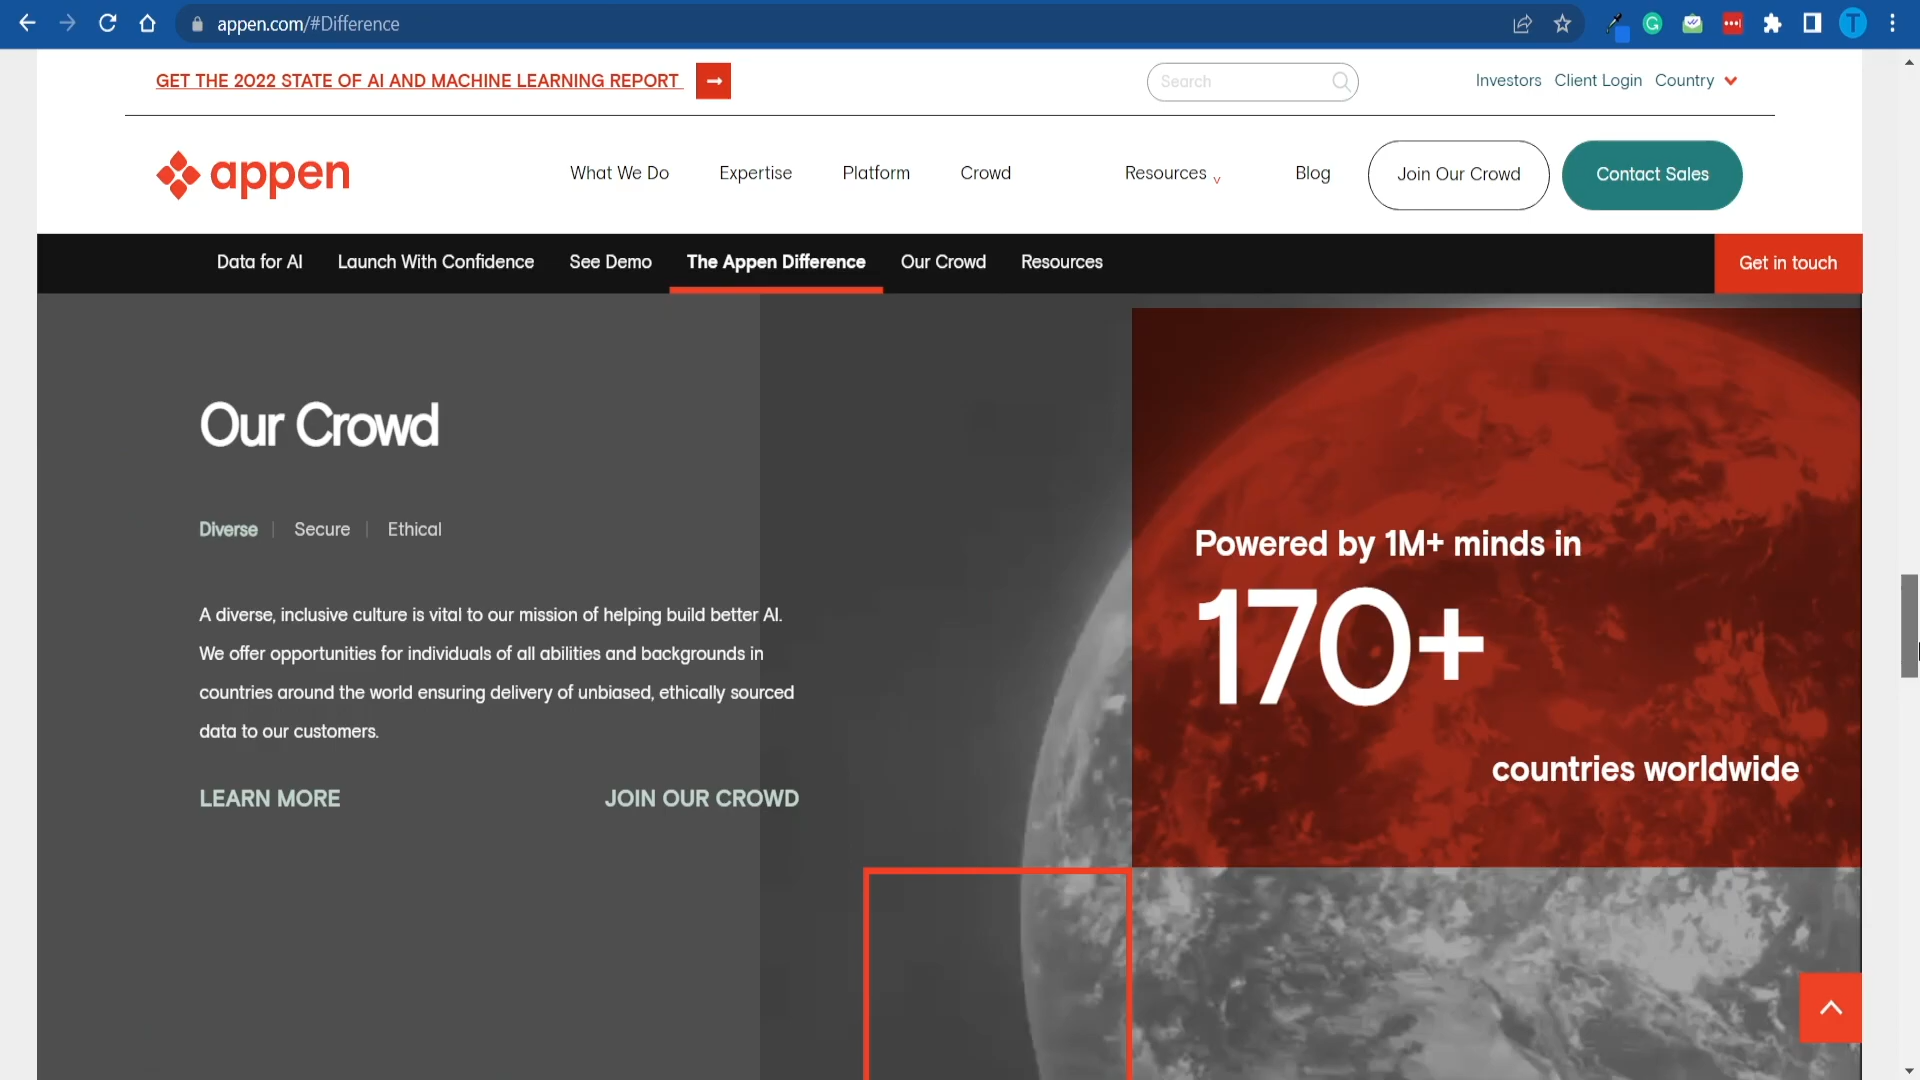 appen.com/#Difference
T
GET THE 2022 STATE OF AI AND MACHINE LEARNING REPORT
Search
Investors Client Login Country
appen
What We Do Expertise Platform Crowd Resources Blog Join Our Crowd Contact Sales
Data for AI Launch With Confidence See Demo The Appen Difference Our Crowd Resources Get in touch
Our Crowd
Diverse | Secure | Ethical
A diverse, inclusive culture is vital to our mission of helping build better AI.
We offer opportunities for individuals of all abilities and backgrounds in
countries around the world ensuring delivery of unbiased, ethically sourced
data to our customers.
LEARN MORE JOIN OUR CROWD
Powered by 1M+ minds in
170+
countries worldwide